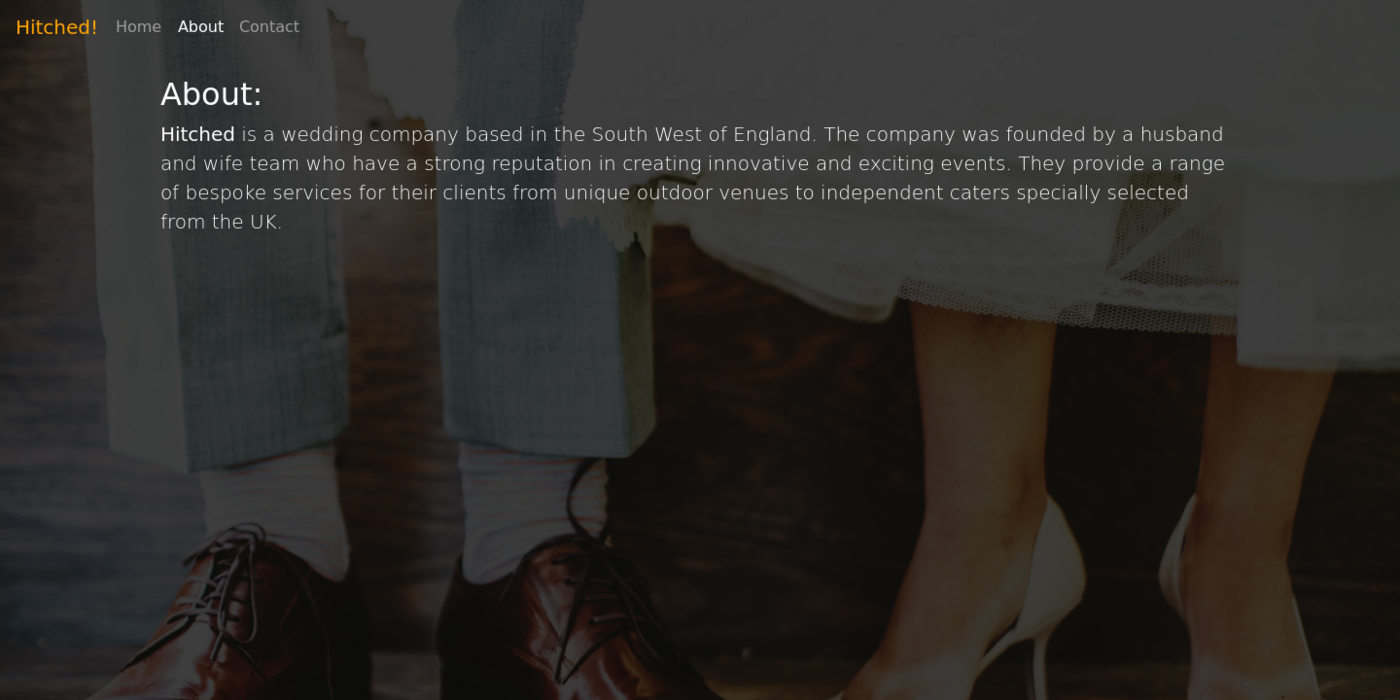 Hitched! Home About Contact
About:
Hitched is a wedding company based in the South West of England. The company was founded by a husband
and wife team who have a strong reputation in creating innovative and exciting events. They provide a range
of bespoke services for their clients from unique outdoor venues to independent caters specially selected
from the UK.